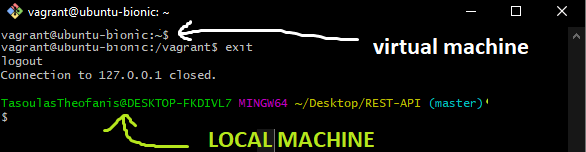 vagrant@ubuntu-bionic: ~
vagrant@ubuntu-bionic:~$
vagrant@ubuntu-bionic:/vagrant$ exit
virtual machine
logout
Connection to 127.0.0.1 closed.
TasoulasTheofanis@DESKTOP-FKDIVL7 MINGW64 ~/Desktop/REST-API (master)
$
LOCAL MACHINE